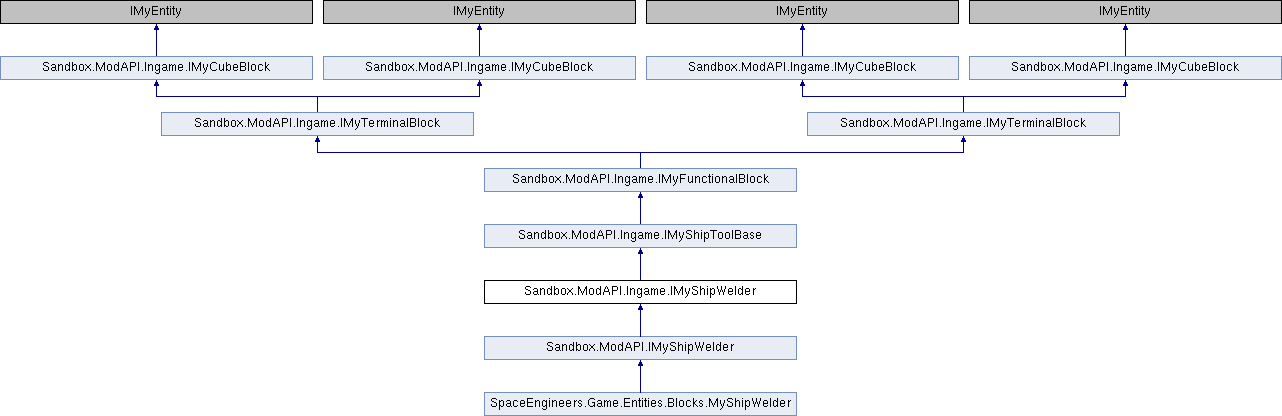 IMyEntity
IMyEntity
IMyEntity
IMyEntity
Sandbox.ModAPI.Ingame.IMyCubeBlock
Sandbox.ModAPI.Ingame.IMyCubeBlock
Sandbox.ModAPI.Ingame.IMyCubeBlock
Sandbox.ModAPI.Ingame.IMyCubeBlock
Sandbox.ModAPI.Ingame.IMyTerminalBlock
Sandbox.ModAPI.Ingame.IMyTerminalBlock
Sandbox.ModAPI.Ingame.IMyFunctionalBlock
Sandbox.ModAPI.Ingame.IMyShipToolBase
Sandbox.ModAPI.Ingame.IMyShipWelder
Sandbox.ModAPI.IMyShipWelder
SpaceEngineers.Game.Entities.Blocks.MyShipWelder